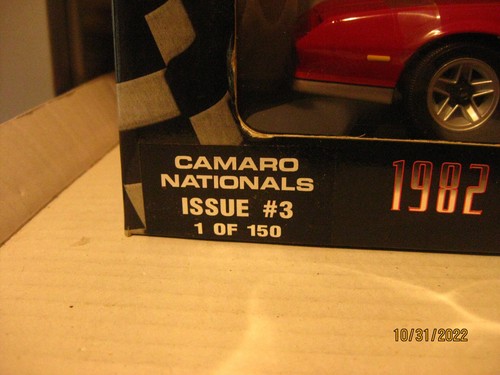 CAMARO
NATIONALS
ISSUE #3
1 OF 150
1982
10/31/2022